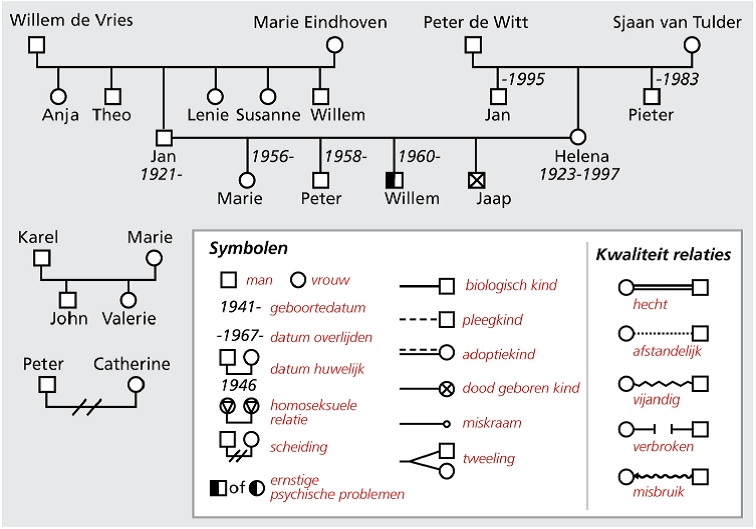 Willem de Vries
Marie Eindhoven
Peter de Witt
Sjaan van Tulder
-1995
-1983
Anja
Theo
Lenie
Susanne
Willem
Jan
Pieter
Jan
1921-
1956-
1958-
1960-
Helena
1923-1997
Marie
Peter
Willem
Jaap
Karel
Marie
John
Valerie
Peter
Catherine
Symbolen
man
vrouw
1941-
geboortedatum
-1967-
datum overlijden
datum huwelijk
1946
homoseksuele
relatie
scheiding
of
ernstige
psychische problemen
biologisch kind
pleegkind
adoptiekind
dood geboren kind
miskraam
tweeling
Kwaliteit relaties
hecht
afstandelijk
vijandig
verbroken
misbruik